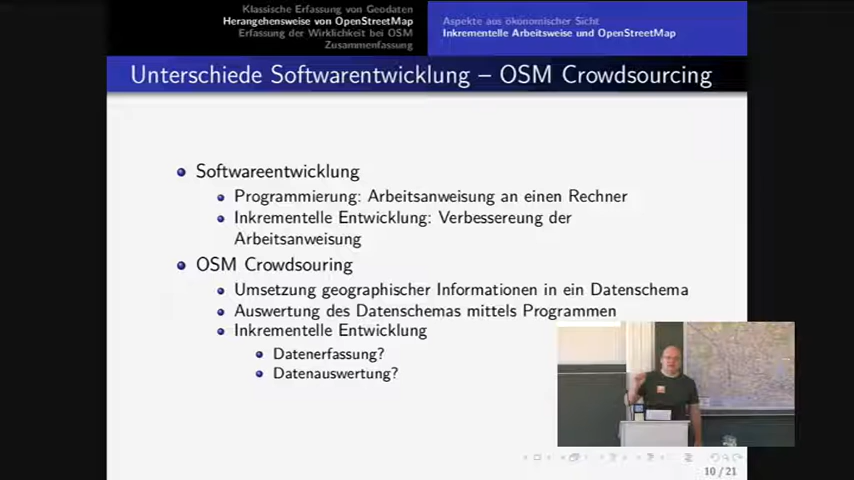 Klassische Erfassung von Geodaten
Herangehensweise von OpenStreetMap
Erfassung der Wirklichkeit bei OSM
Zusammenfassung
Aspekte aus ökonomischer Sicht
Inkrementelle Arbeitsweise und OpenStreetMap
Unterschiede Softwarentwicklung – OSM Crowdsourcing
Softwareentwicklung
Programmierung: Arbeitsanweisung an einen Rechner
Inkrementelle Entwicklung: Verbessereung der
Arbeitsanweisung
OSM Crowdsouring
Umsetzung geographischer Informationen in ein Datenschema
Auswertung des Datenschemas mittels Programmen
Inkrementelle Entwicklung
Datenerfassung?
Datenauswertung?
10/21